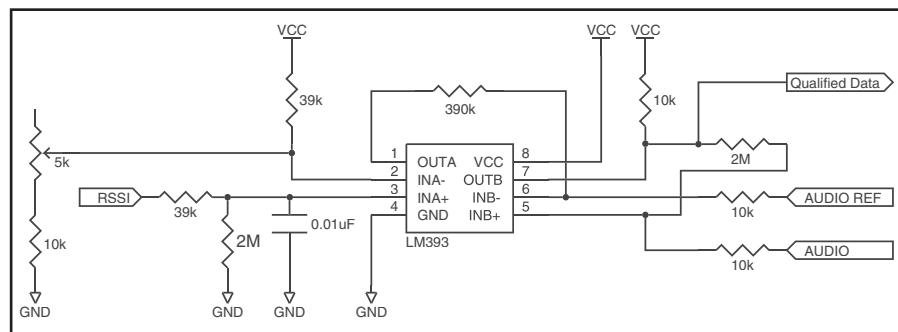 VCC
VCC
VCC
39k
390k
10k
Qualified Data
5k
1
OUTA
VCC
8
2
INA-
OUTB
7
2M
3
INA+
INB-
6
4
GND
INB+
5
RSSI
39k
10k
AUDIO REF
LM393
10k
2M
0.01uF
10k
AUDIO
GND
GND
GND
GND